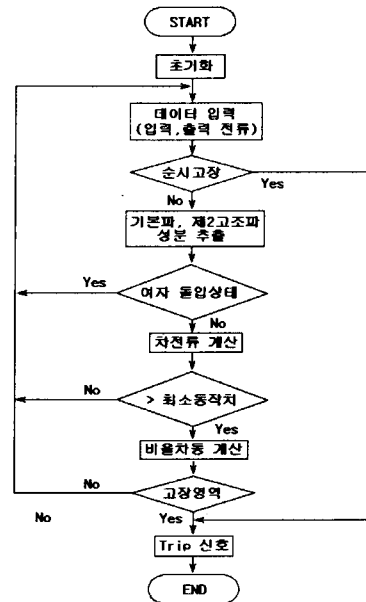 START
초기화
데이터 입력
(입력,출력 전류)
순시고장
Yes
No
기본파, 제2고조파
성분 추출
Yes
여자 돌입상태
No
차전류 계산
No
> 최소동작치
Yes
비율차동 계산
No
고장영역
No
Yes
Trip 신호
END